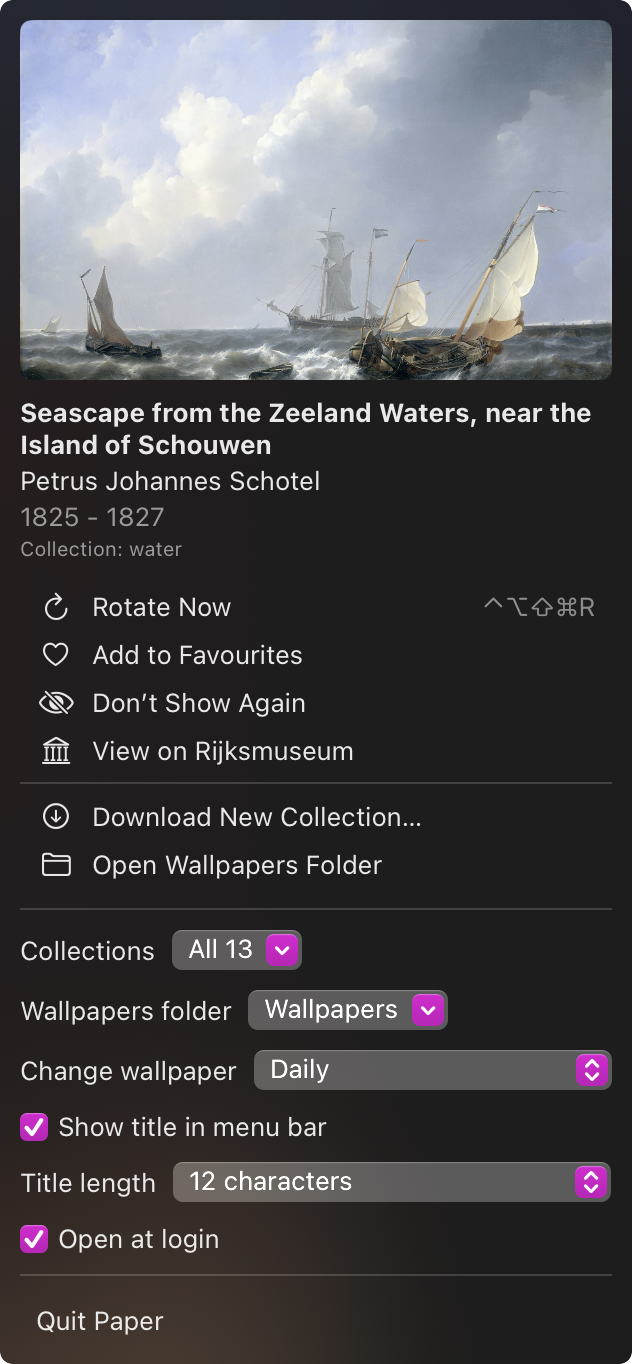 Seascape from the Zeeland Waters, near the
Island of Schouwen
Petrus Johannes Schotel
1825 - 1827
Collection: water
Rotate Now ⌃⌥⇧⌘R
Add to Favourites
Don’t Show Again
View on Rijksmuseum
Download New Collection...
Open Wallpapers Folder
Collections All 13
Wallpapers folder Wallpapers
Change wallpaper Daily
Show title in menu bar
Title length 12 characters
Open at login
Quit Paper